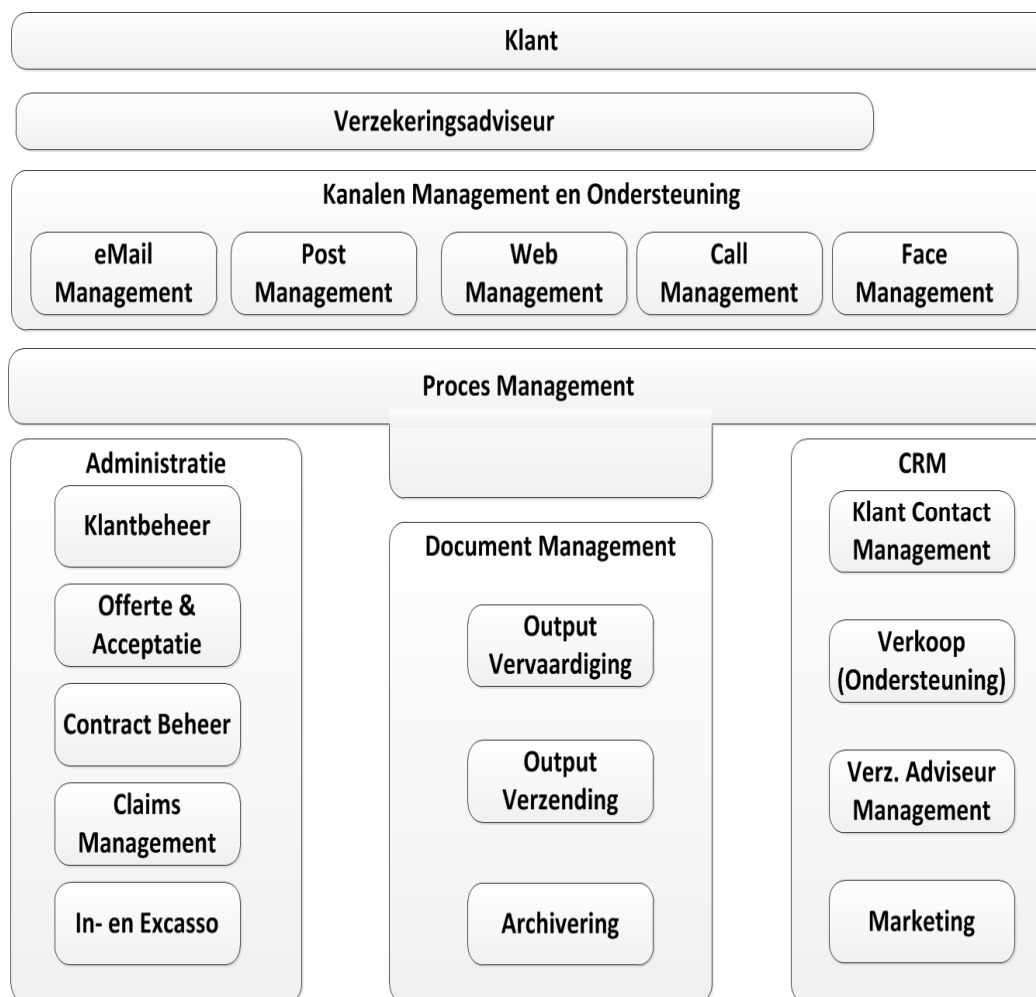 Klant
Verzekeringsadviseur
Kanalen Management en Ondersteuning
eMail
Management
Post
Management
Web
Management
Call
Management
Face
Management
Proces Management
Administratie
Klantbeheer
Offerte &
Acceptatie
Contract Beheer
Claims
Management
In- en Excasso
Document Management
Output
Vervaardiging
Output
Verzending
Archivering
CRM
Klant Contact
Management
Verkoop
(Ondersteuning)
Verz. Adviseur
Management
Marketing